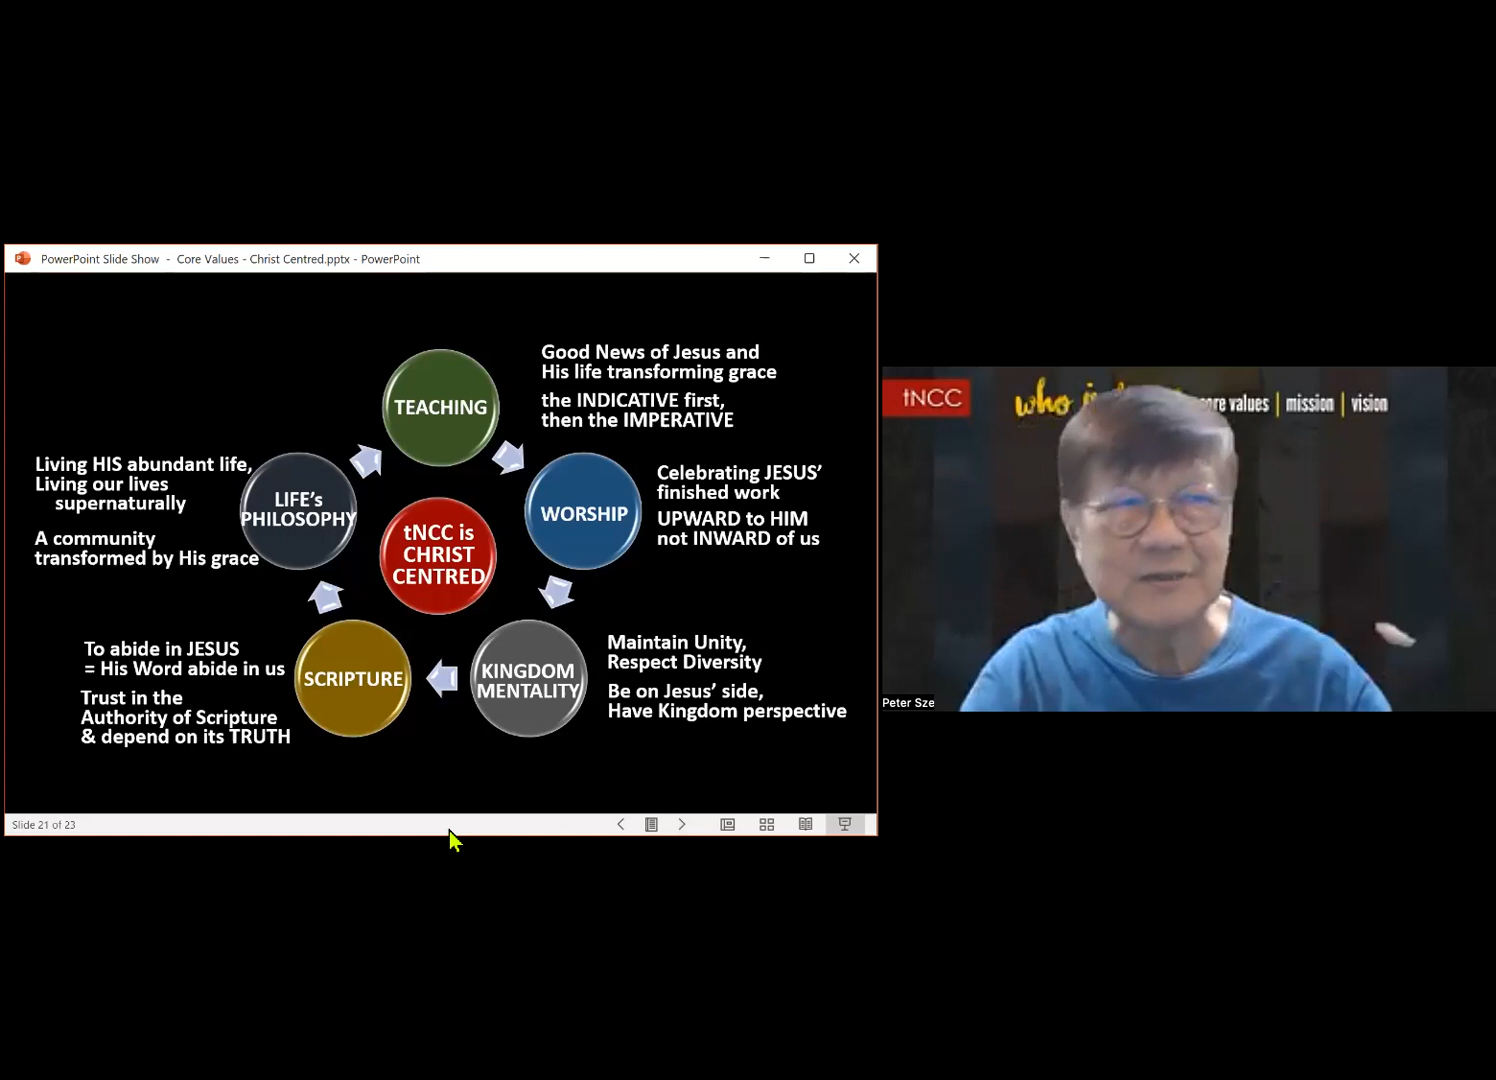 PowerPoint Slide Show  -  Core Values - Christ Centred.pptx - PowerPoint
TEACHING
Good News of Jesus and
His life transforming grace
the INDICATIVE first,
then the IMPERATIVE
WORSHIP
Celebrating JESUS’
finished work
UPWARD to HIM
not INWARD of us
KINGDOM
MENTALITY
Maintain Unity,
Respect Diversity
Be on Jesus’ side,
Have Kingdom perspective
SCRIPTURE
To abide in JESUS
= His Word abide in us
Trust in the
Authority of Scripture
& depend on its TRUTH
LIFE’s
PHILOSOPHY
Living HIS abundant life,
Living our lives
supernaturally
A community
transformed by His grace
tNCC is
CHRIST
CENTRED
Slide 21 of 23
tNCC
who core values | mission | vision
Peter Sze